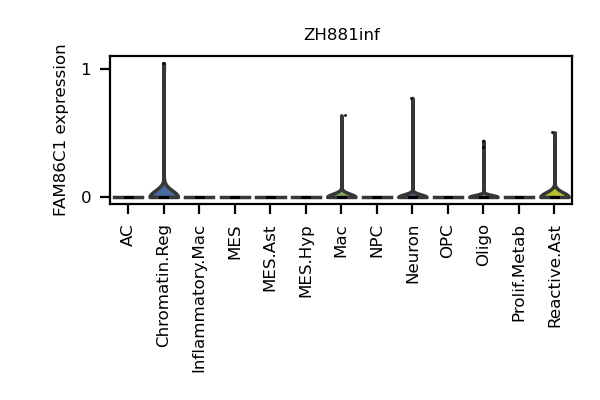 ZH881inf
FAM86C1 expression
1
0
AC
Chromatin.Reg
Inflammatory.Mac
MES
MES.Ast
MES.Hyp
Mac
NPC
Neuron
OPC
Oligo
Prolif.Metab
Reactive.Ast